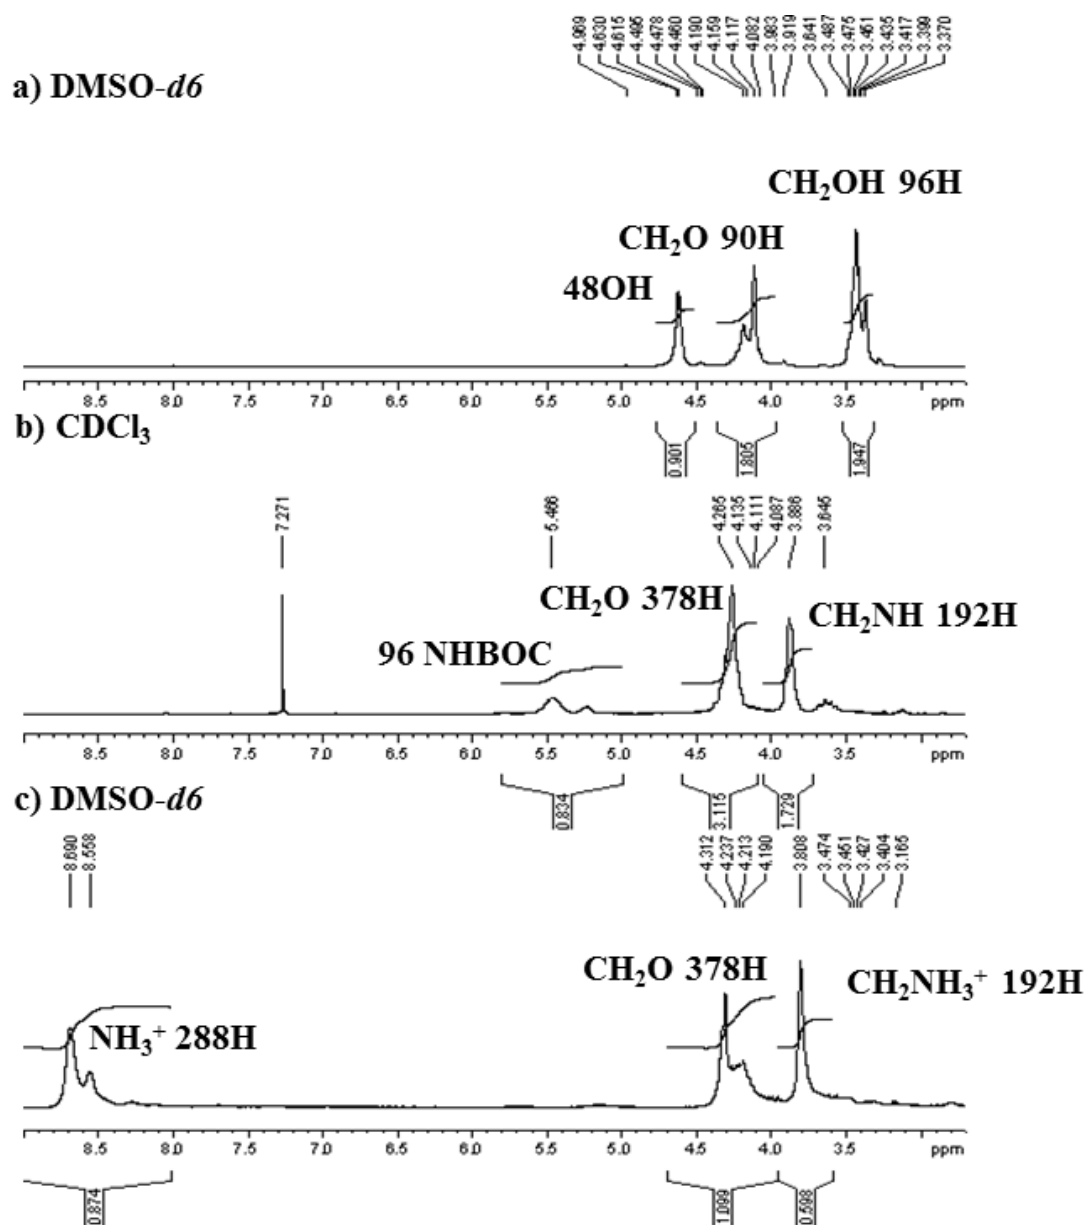 4.969 4.630 4.615 4.495 4.478 4.460 4.190 4.159 4.117 4.082 3.983 3.919 3.641 3.487 3.475 3.451 3.435 3.417 3.399 3.370
a) DMSO-d6
CH₂OH 96H
CH₂O 90H
48OH
8.5 8.0 7.5 7.0 6.5 6.0 5.5 5.0 4.5 4.0 3.5 ppm
b) CDCl₃
0.901 1.805 1.947
7.271 5.466 4.265 4.135 4.111 4.087 3.886 3.645
CH₂O 378H
CH₂NH 192H
96 NHBOC
8.5 8.0 7.5 7.0 6.5 6.0 5.5 5.0 4.5 4.0 3.5 ppm
c) DMSO-d6
0.834 3.115 1.729
8.690 8.558 4.312 4.237 4.213 4.190 3.808 3.474 3.451 3.427 3.404 3.165
CH₂O 378H
CH₂NH₃⁺ 192H
NH₃⁺ 288H
8.5 8.0 7.5 7.0 6.5 6.0 5.5 5.0 4.5 4.0 3.5 ppm
0.874 1.099 0.598